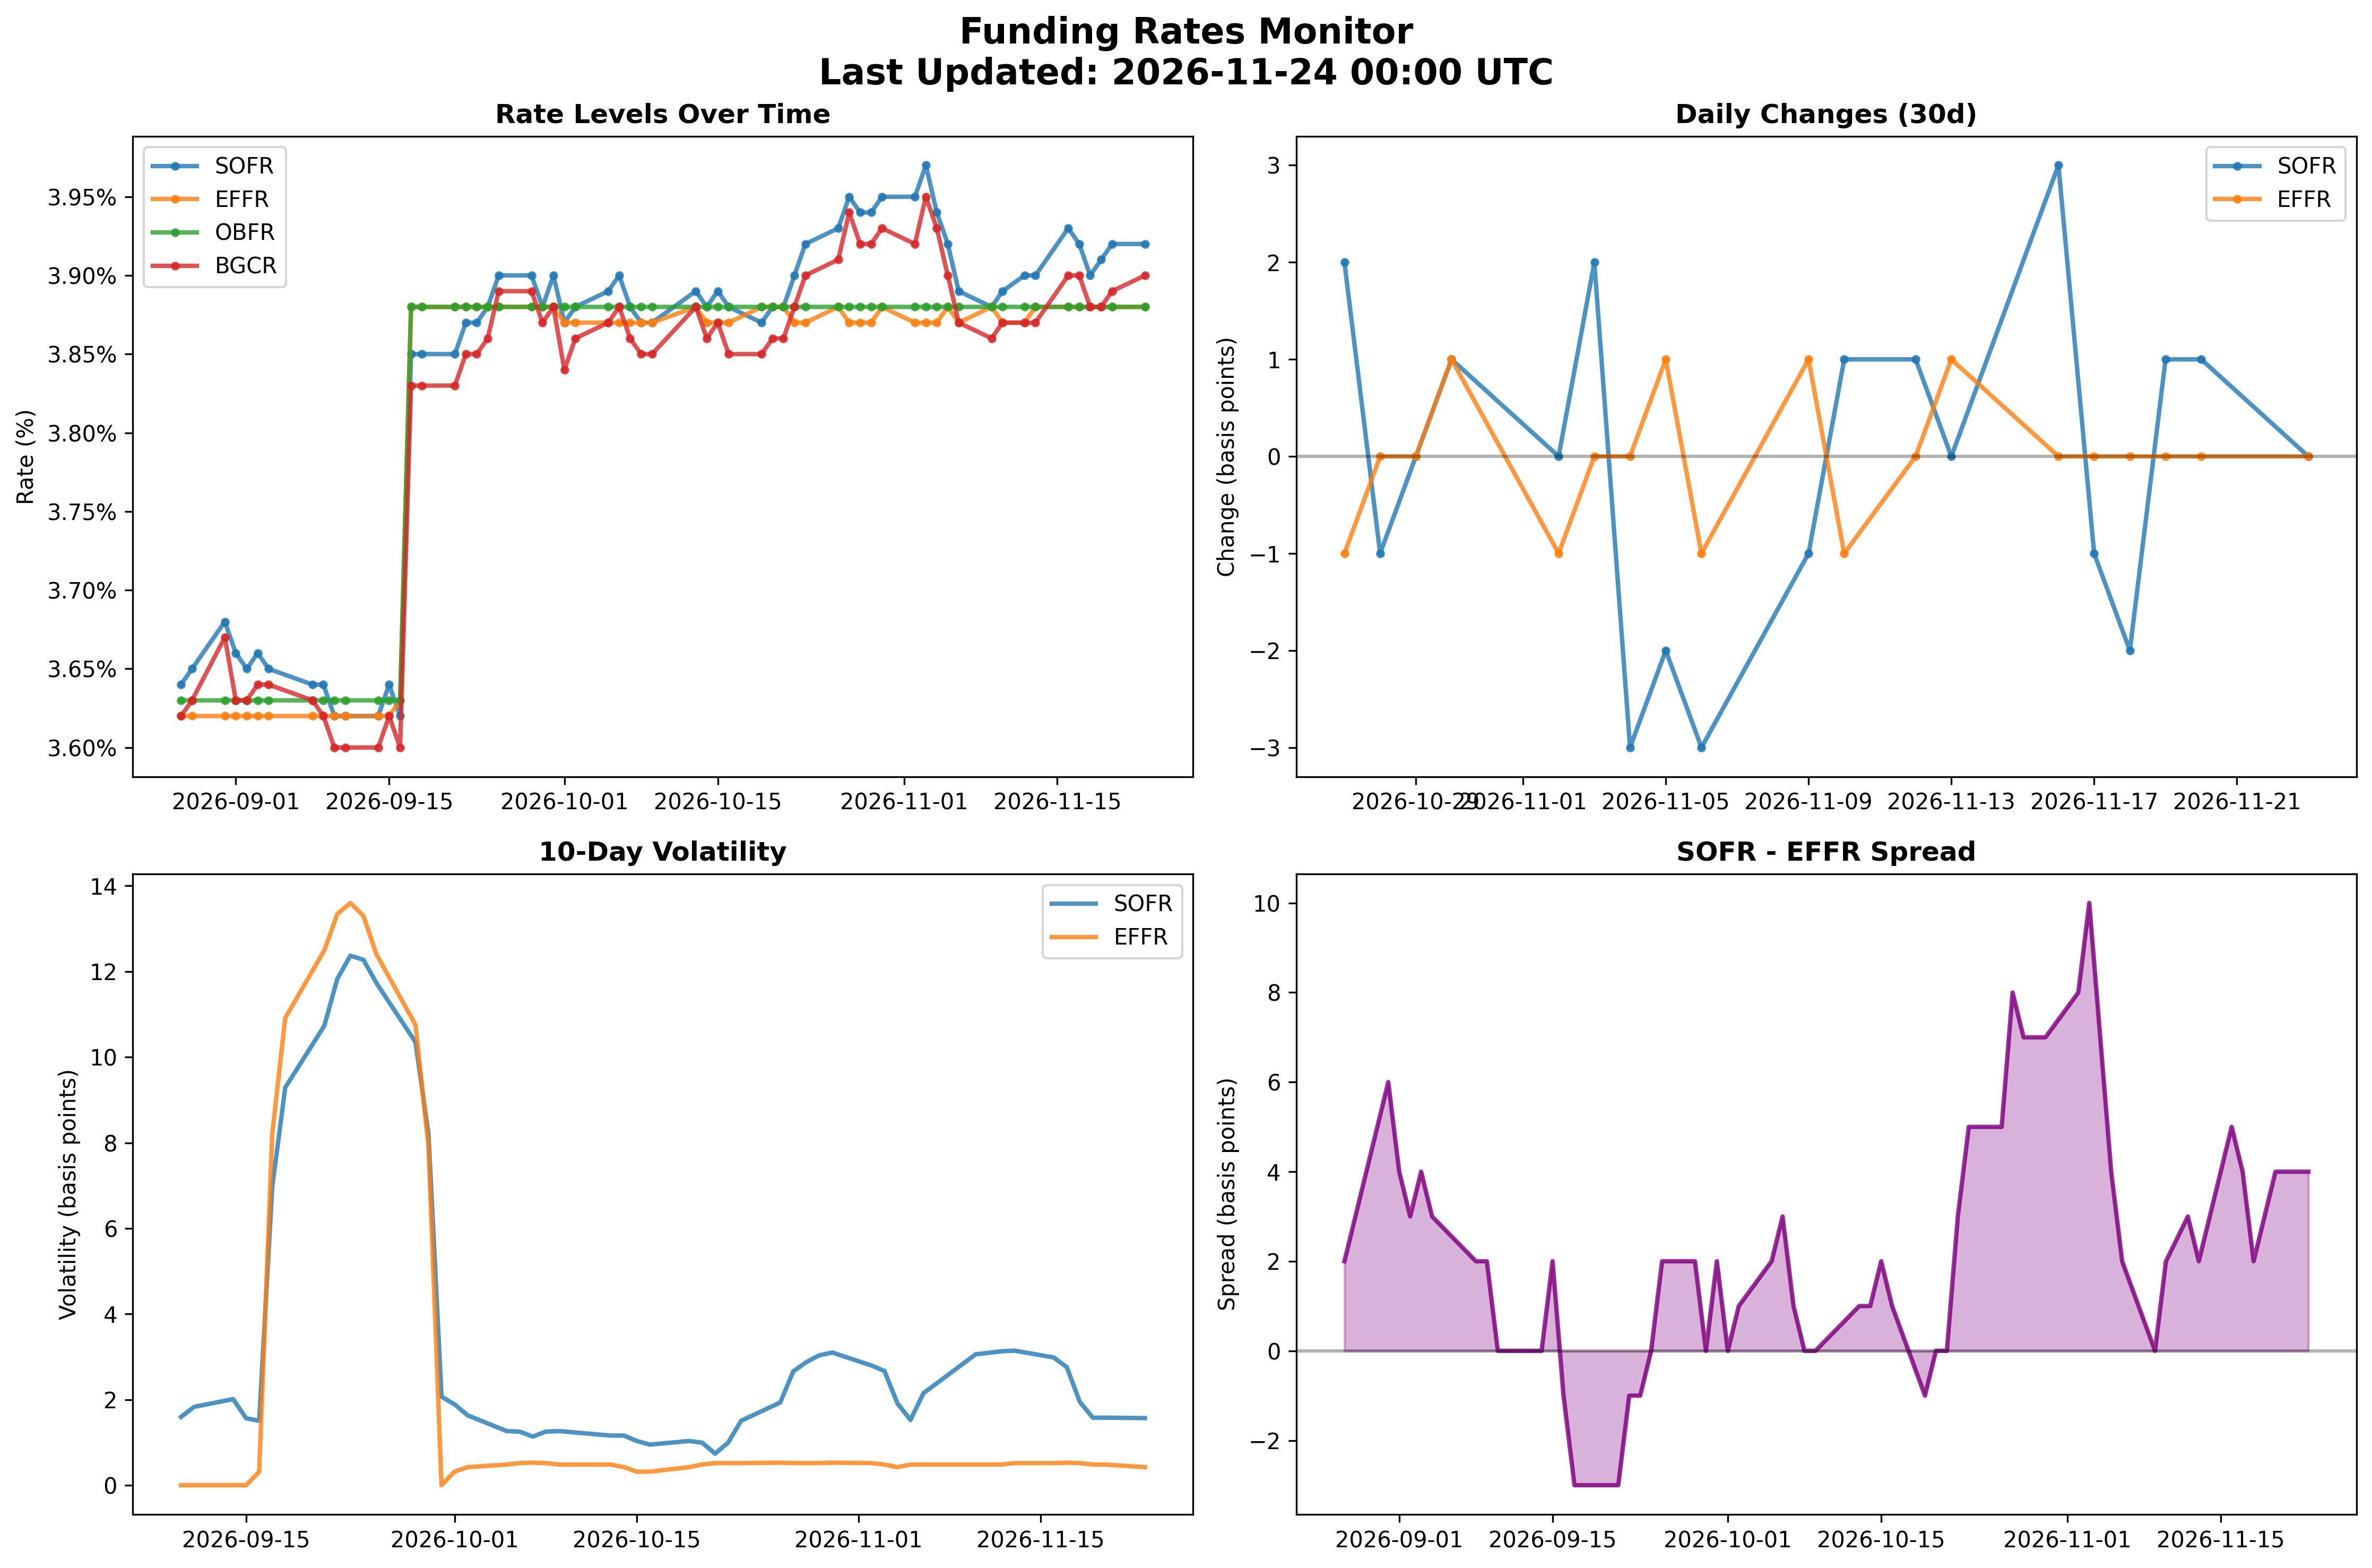 Funding Rates Monitor
Last Updated: 2026-11-24 00:00 UTC
Rate Levels Over Time
SOFR
EFFR
OBFR
BGCR
Rate (%)
3.95%
3.90%
3.85%
3.80%
3.75%
3.70%
3.65%
3.60%
2026-09-01 2026-09-15 2026-10-01 2026-10-15 2026-11-01 2026-11-15
Daily Changes (30d)
SOFR
EFFR
Change (basis points)
3
2
1
0
−1
−2
−3
2026-10-29 2026-11-01 2026-11-05 2026-11-09 2026-11-13 2026-11-17 2026-11-21
10-Day Volatility
SOFR
EFFR
Volatility (basis points)
14
12
10
8
6
4
2
0
2026-09-15 2026-10-01 2026-10-15 2026-11-01 2026-11-15
SOFR - EFFR Spread
Spread (basis points)
10
8
6
4
2
0
−2
2026-09-01 2026-09-15 2026-10-01 2026-10-15 2026-11-01 2026-11-15